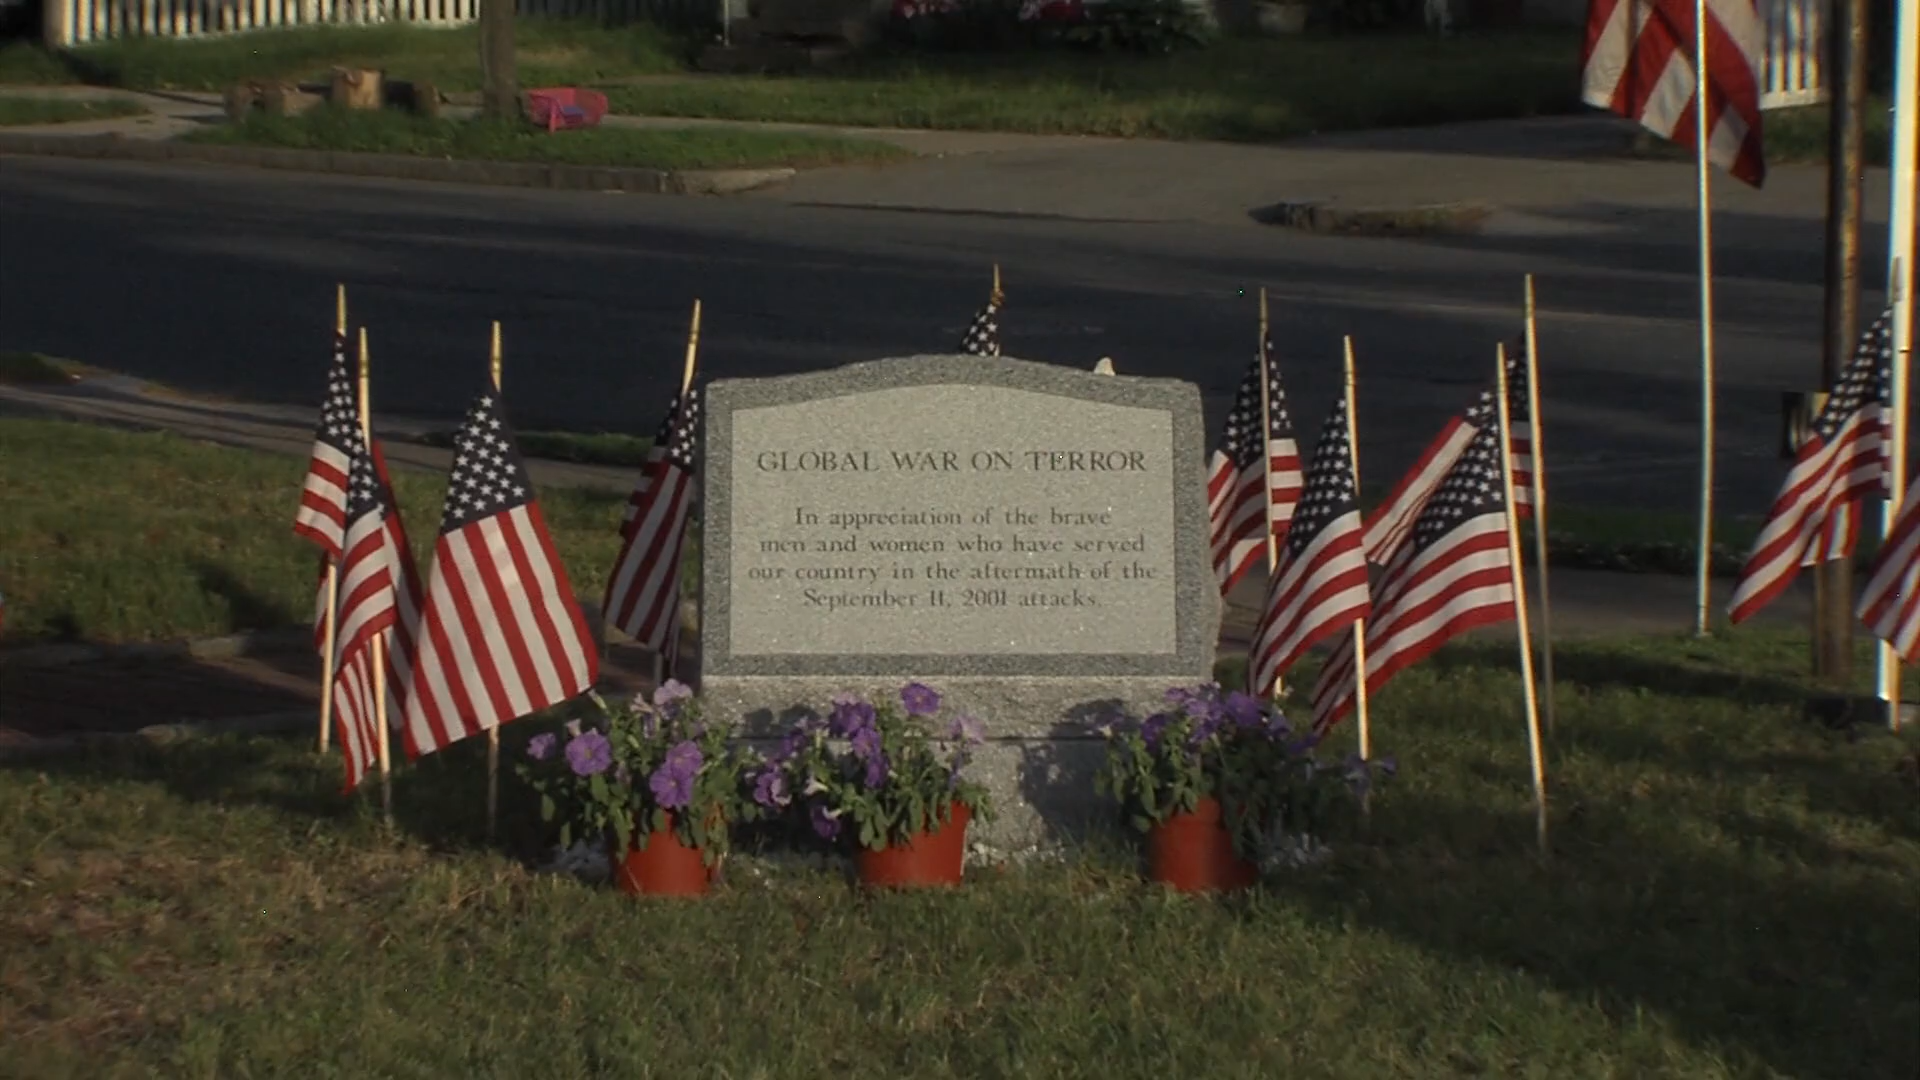 GLOBAL WAR ON TERROR
In appreciation of the brave
men and women who have served
our country in the aftermath of the
September 11, 2001 attacks.